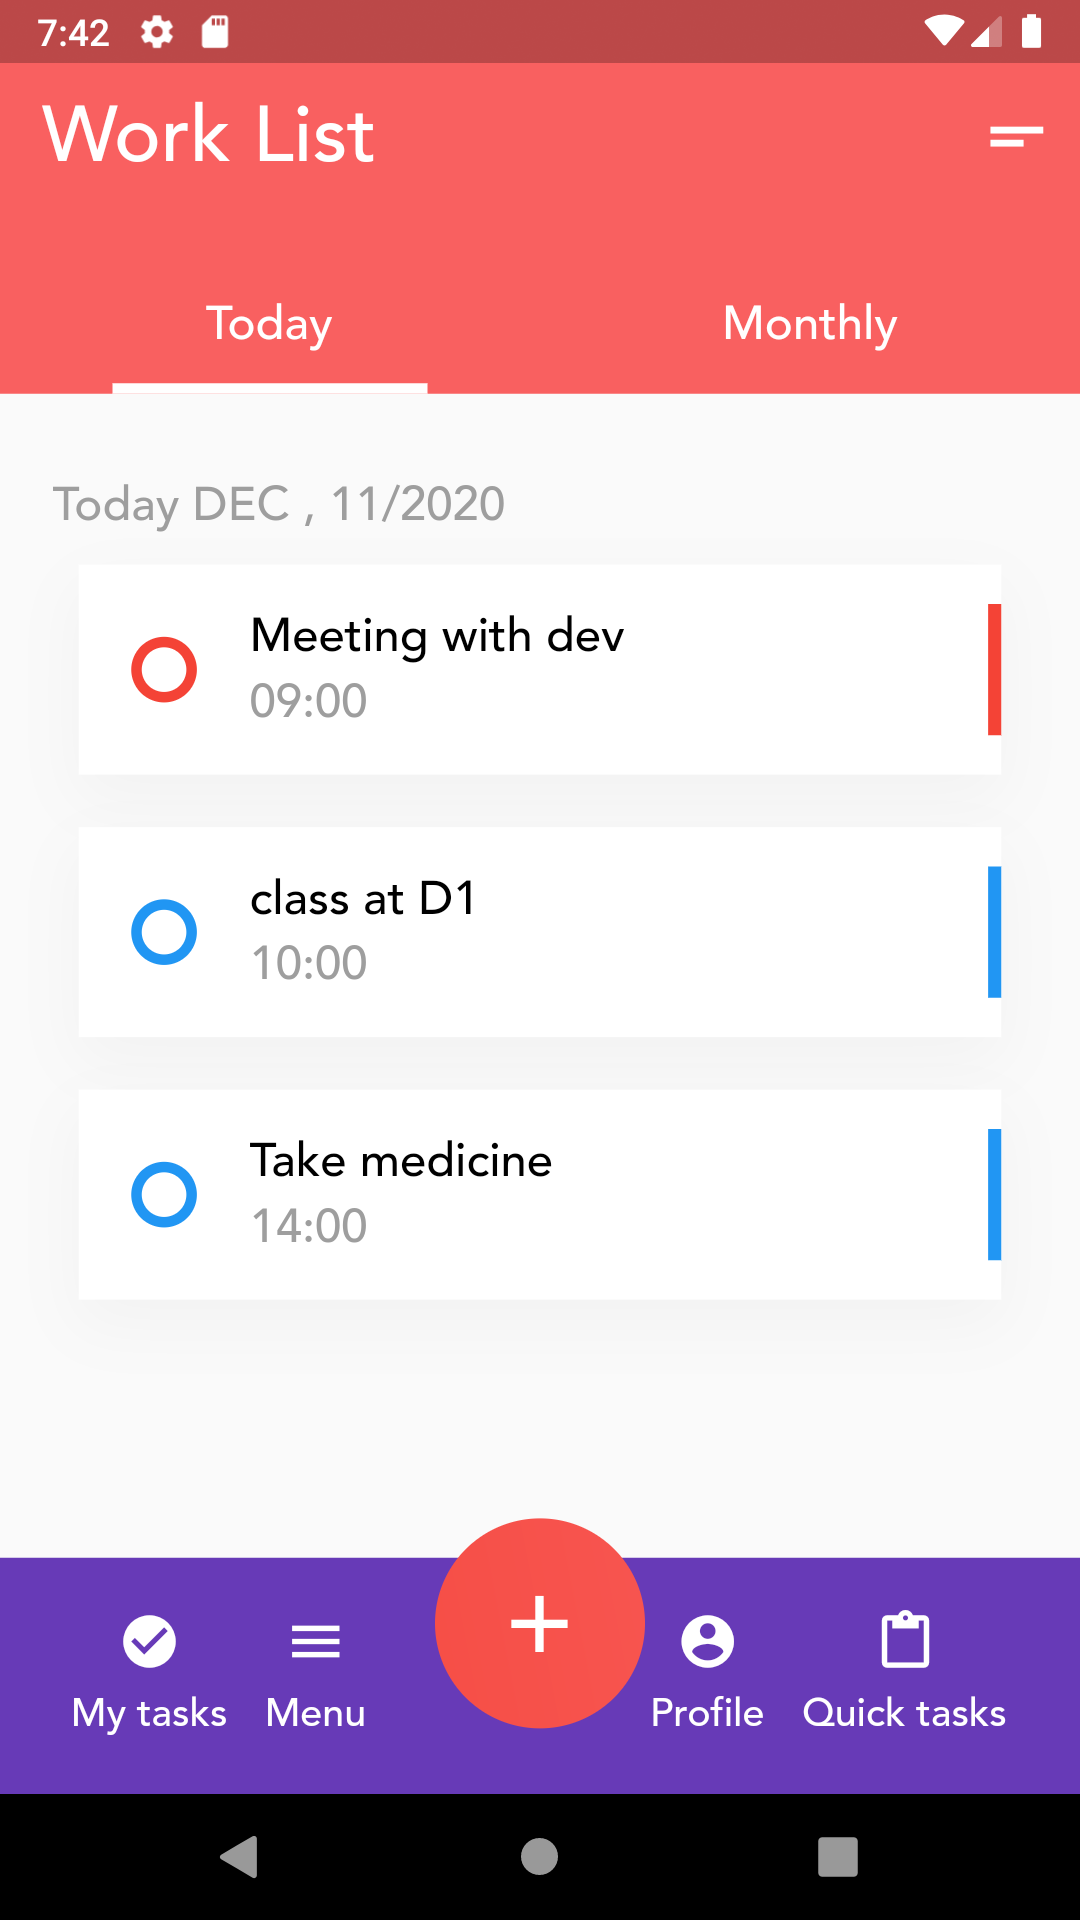 7:42
Work List
Today
Monthly
Today DEC , 11/2020
Meeting with dev
09:00
class at D1
10:00
Take medicine
14:00
My tasks
Menu
Profile
Quick tasks